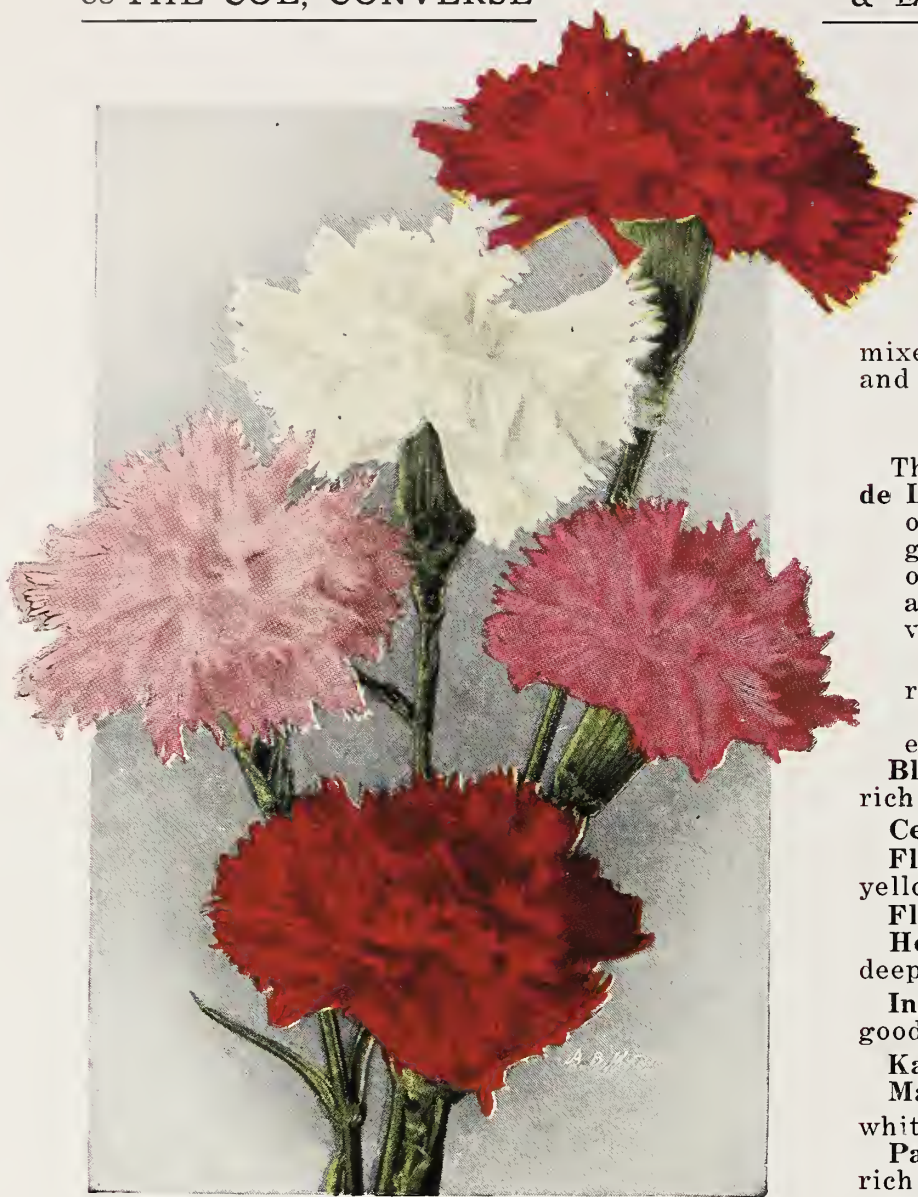 THE COE, CONVERSE
&
mixe
and
Th
de
o
g
o
a
v
r
e
Bl
rich
Ce
Fl
yello
Fl
He
deep
In
good
Ka
Ma
whit
Pa
rich